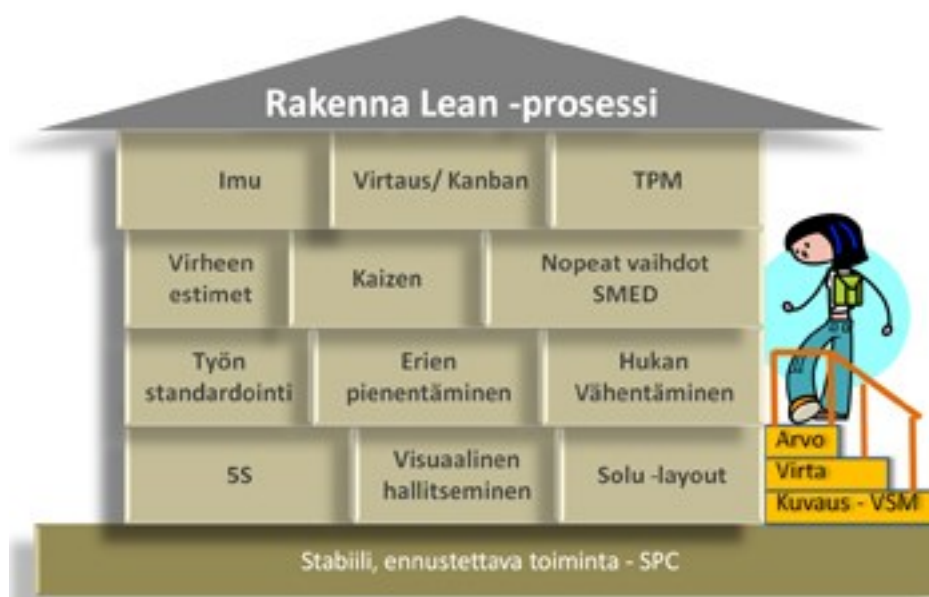 Rakenna Lean -prosessi
Imu
Virtaus/ Kanban
TPM
Virheen
estimet
Kaizen
Nopeat vaihdot
SMED
Työn
standardointi
Erien
pienentäminen
Hukan
Vähentäminen
5S
Visuaalinen
hallitseminen
Solu -layout
Arvo
Virta
Kuvaus - VSM
Stabiili, ennustettava toiminta - SPC